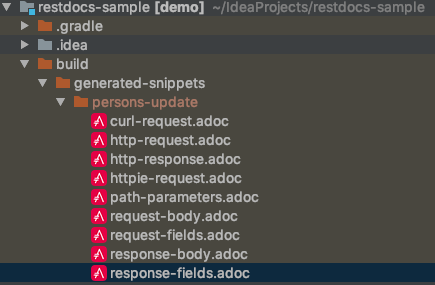 restdocs-sample [demo] ~/IdeaProjects/restdocs-sample
.gradle
.idea
build
generated-snippets
persons-update
curl-request.adoc
http-request.adoc
http-response.adoc
httpie-request.adoc
path-parameters.adoc
request-body.adoc
request-fields.adoc
response-body.adoc
response-fields.adoc